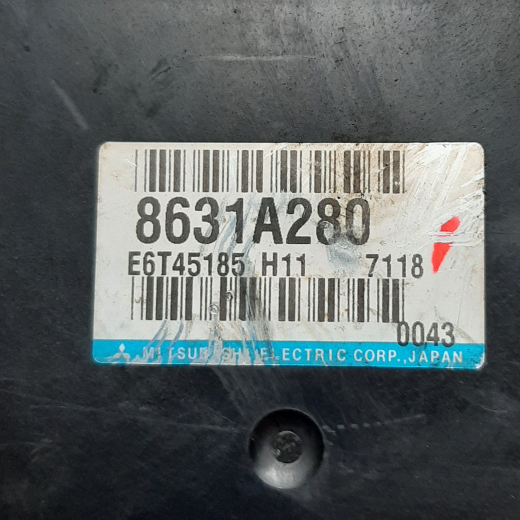 8631A280
E6T45185 H11 7118
0043
MITSUBISHI ELECTRIC CORP., JAPAN